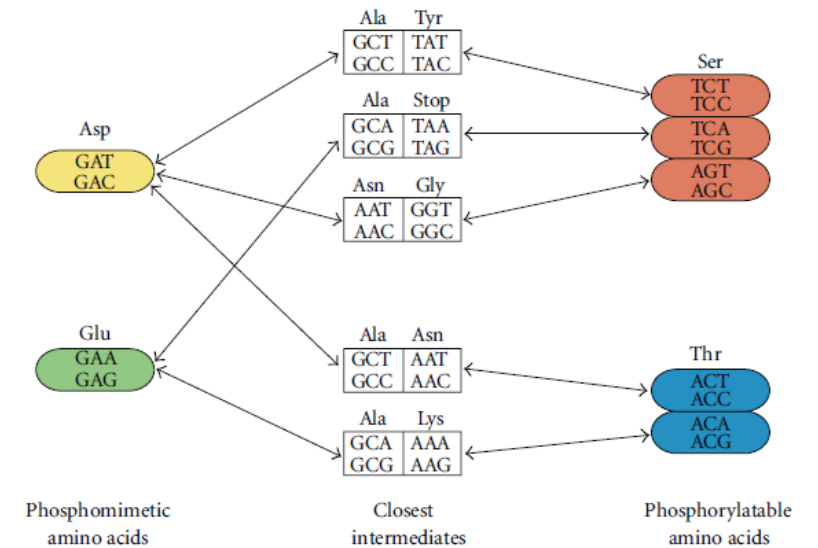 Ala Tyr
GCT TAT
GCC TAC
Ser
TCT
TCC
TCA
TCG
AGT
AGC
Ala Stop
GCA TAA
GCG TAG
Asp
GAT
GAC
Asn Gly
AAT GGT
AAC GGC
Glu
GAA
GAG
Ala Asn
GCT AAT
GCC AAC
Thr
ACT
ACC
ACA
ACG
Ala Lys
GCA AAA
GCG AAG
Phosphomimetic
amino acids
Closest
intermediates
Phosphorylatable
amino acids